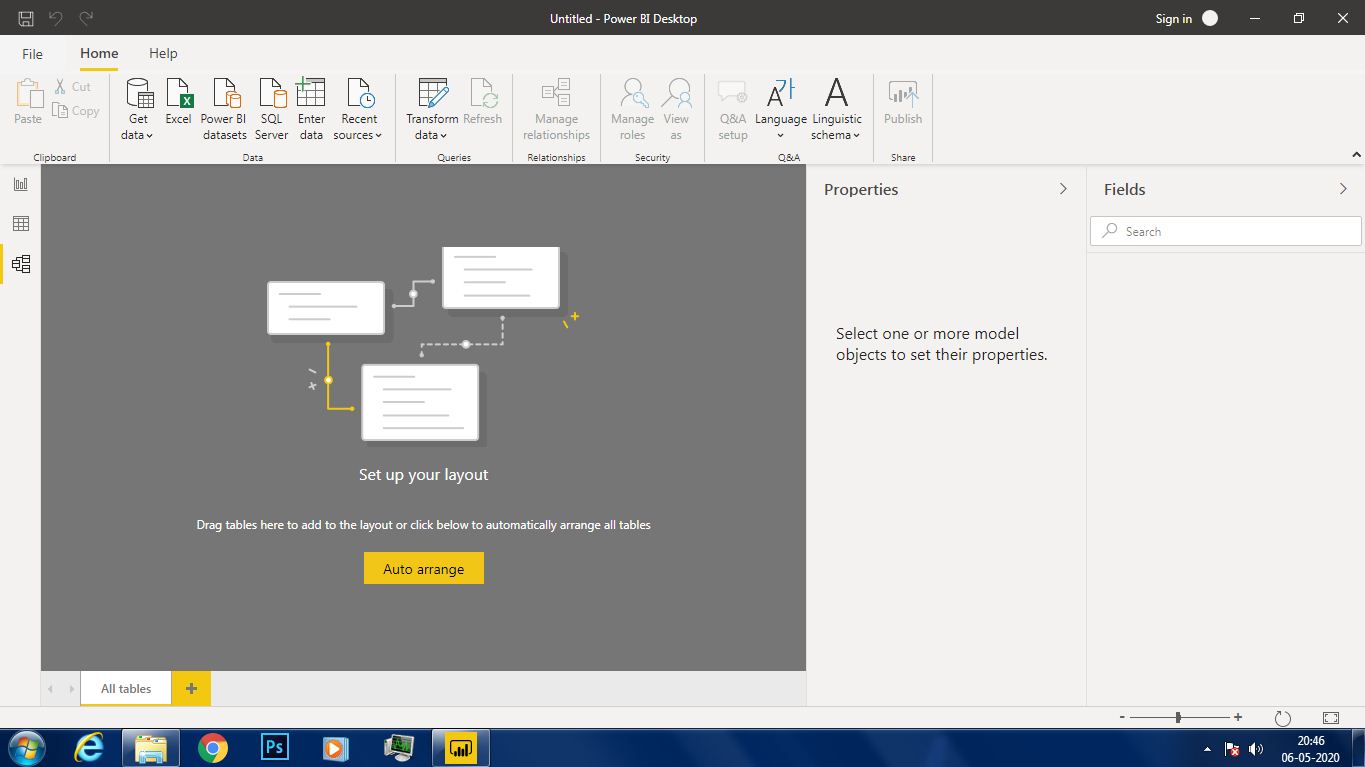 Untitled - Power BI Desktop
Sign in
File
Home
Help
Paste
Cut
Copy
Clipboard
Get
data
Excel
Power BI
datasets
SQL
Server
Enter
data
Recent
sources
Data
Transform
data
Refresh
Queries
Manage
relationships
Relationships
Manage
roles
View
as
Security
Q&A
setup
Language
Linguistic
schema
Q&A
Publish
Share
Properties
Fields
Search
Select one or more model
objects to set their properties.
Set up your layout
Drag tables here to add to the layout or click below to automatically arrange all tables
Auto arrange
All tables
+
- +
Ps
20:46
06-05-2020